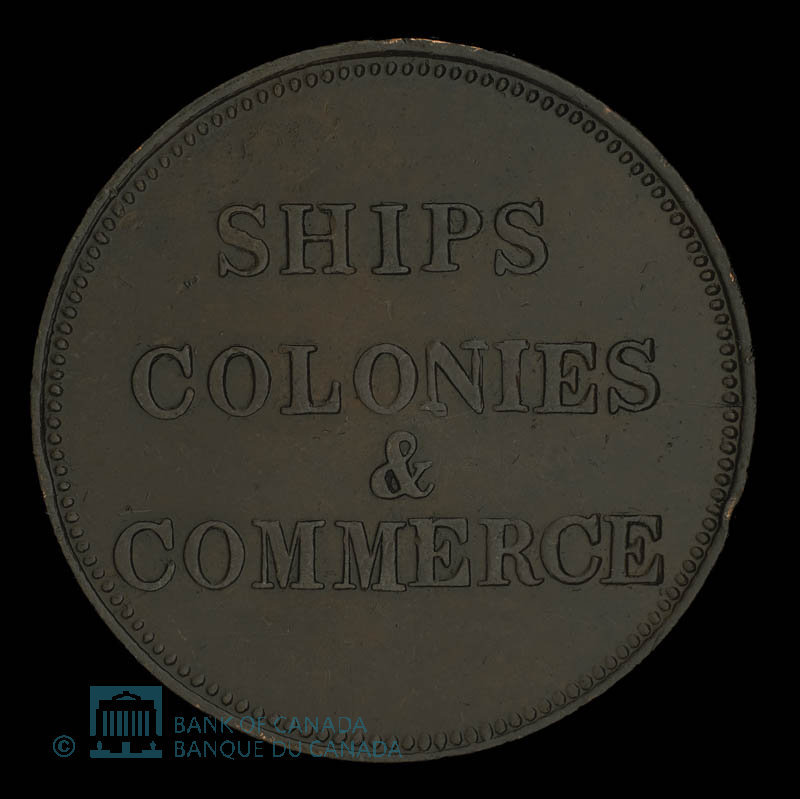 SHIPS
COLONIES
&
COMMERCE
BANK OF CANADA
© BANQUE DU CANADA